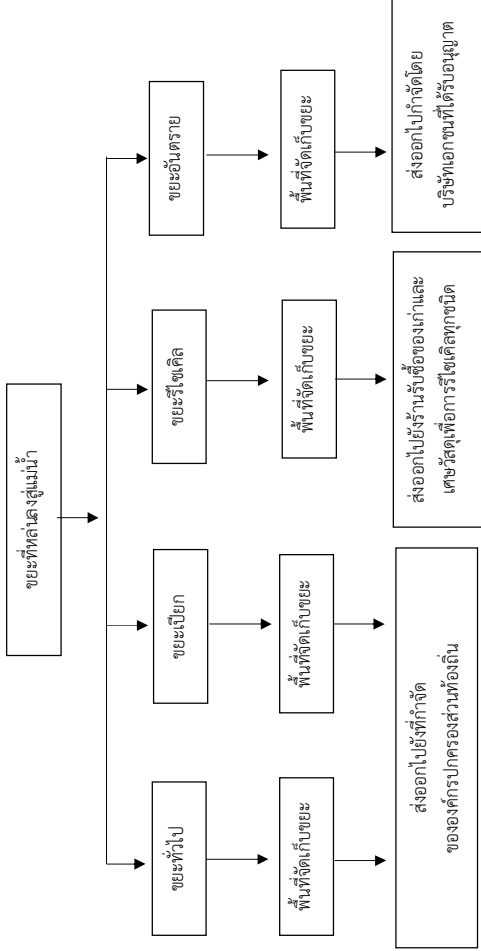 ขยะที่หล่นลงสู่แม่น้ำ
ขยะทั่วไป
ขยะเปียก
ขยะรีไซเคิล
ขยะอันตราย
พื้นที่จัดเก็บขยะ
พื้นที่จัดเก็บขยะ
พื้นที่จัดเก็บขยะ
พื้นที่จัดเก็บขยะ
ส่งออกไปยังที่กำจัด
ขององค์กรปกครองส่วนท้องถิ่น
ส่งออกไปยังร้านรับซื้อของเก่าและ
เศษวัสดุเพื่อการรีไซเคิลทุกชนิด
ส่งออกไปกำจัดโดย
บริษัทเอกชนที่ได้รับอนุญาต